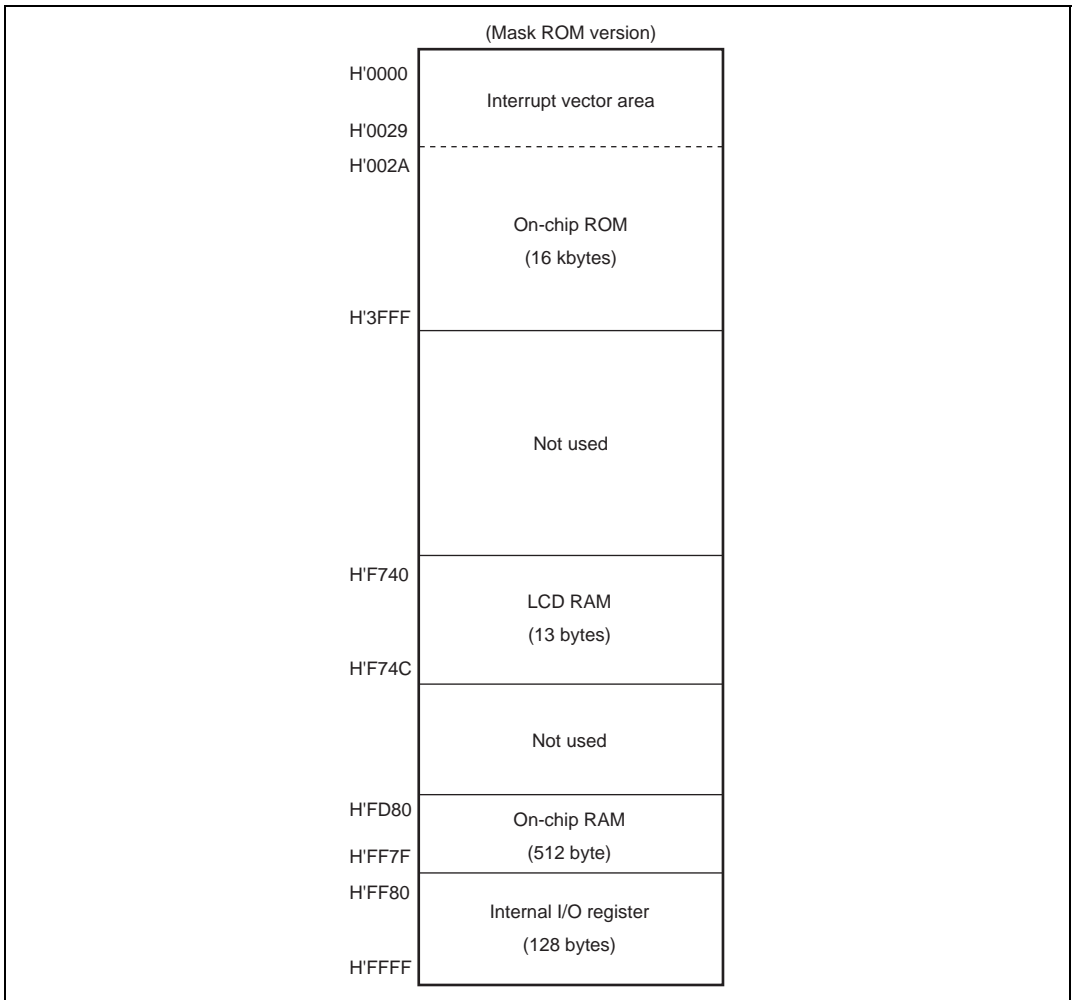 (Mask ROM version)
H'0000
Interrupt vector area
H'0029
H'002A
On-chip ROM
(16 kbytes)
H'3FFF
Not used
H'F740
LCD RAM
(13 bytes)
H'F74C
Not used
H'FD80
On-chip RAM
(512 byte)
H'FF7F
H'FF80
Internal I/O register
(128 bytes)
H'FFFF